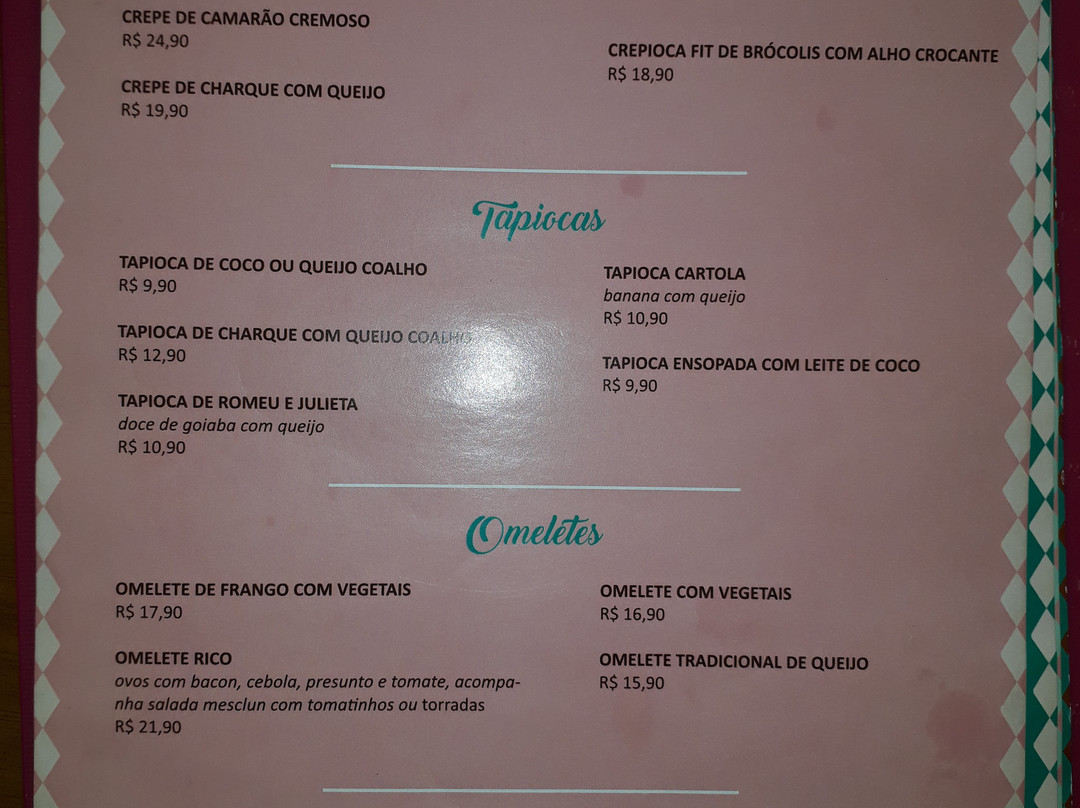 CREPE DE CAMARÃO CREMOSO
R$ 24,90
CREPE DE CHARQUE COM QUEIJO
R$ 19,90
CREPIOCA FIT DE BRÓCOLIS COM ALHO CROCANTE
R$ 18,90
Tapiocas
TAPIOCA DE COCO OU QUEIJO COALHO
R$ 9,90
TAPIOCA DE CHARQUE COM QUEIJO COALHO
R$ 12,90
TAPIOCA DE ROMEU E JULIETA
doce de goiaba com queijo
R$ 10,90
TAPIOCA CARTOLA
banana com queijo
R$ 10,90
TAPIOCA ENSOPADA COM LEITE DE COCO
R$ 9,90
Omeletes
OMELETE DE FRANGO COM VEGETAIS
R$ 17,90
OMELETE RICO
ovos com bacon, cebola, presunto e tomate, acompa-
nha salada mesclun com tomatinhos ou torradas
R$ 21,90
OMELETE COM VEGETAIS
R$ 16,90
OMELETE TRADICIONAL DE QUEIJO
R$ 15,90